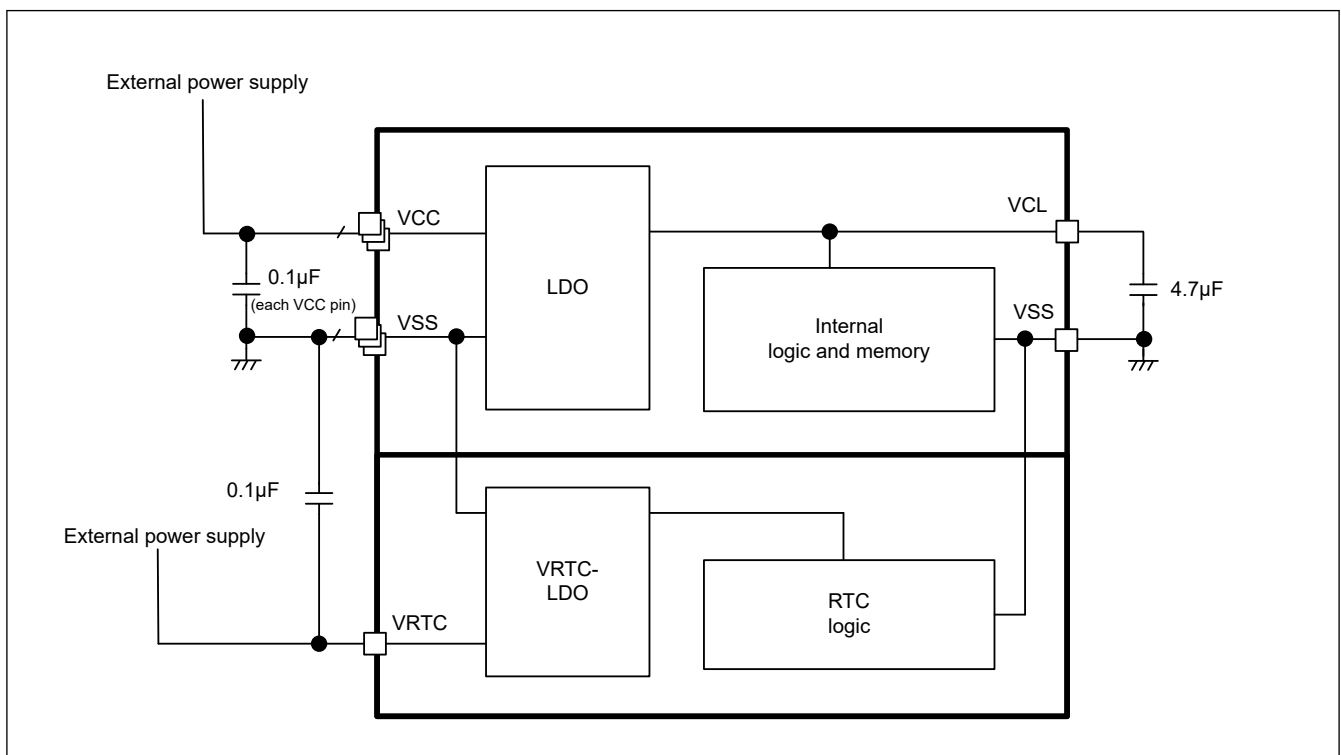 External power supply
VCC
VCL
0.1µF
(each VCC pin)
LDO
4.7µF
VSS
VSS
Internal
logic and memory
0.1µF
External power supply
VRTC-
LDO
RTC
logic
VRTC